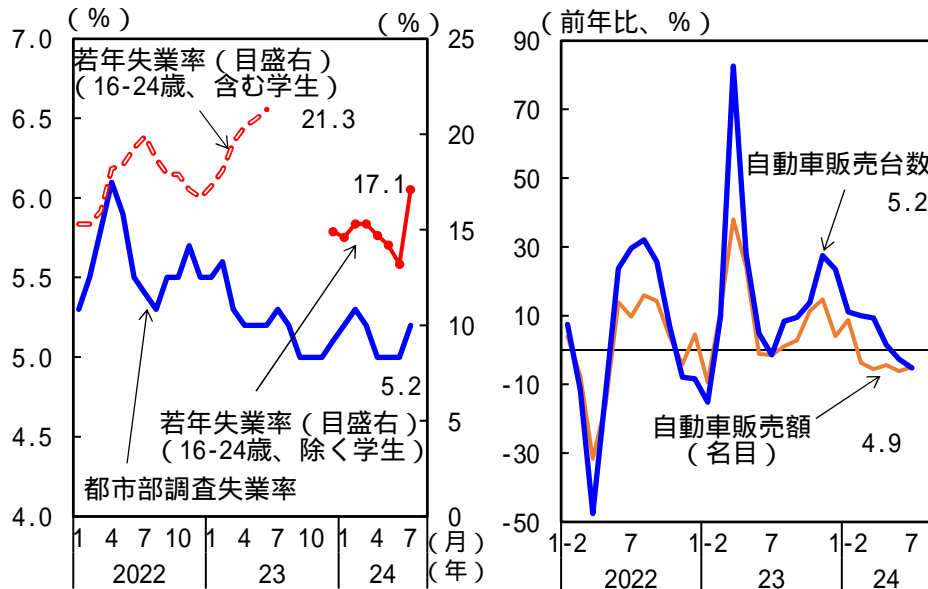 (%)
(%)
7.0
6.5
6.0
5.5
5.0
4.5
4.0
25
20
15
10
5
0
若年失業率(目盛右)
(16-24歳、含む学生)
21.3
17.1
5.2
若年失業率(目盛右)
(16-24歳、除く学生)
都市部調査失業率
1 4 7 10 1 7 10 1 4 7 (月)
2022 23 24 (年)
(前年比、%)
90
70
50
30
10
-10
-30
-50
自動車販売台数
5.2
自動車販売額
(名目)
4.9
1-2 7 1-2 7 1-2 7
2022 23 24